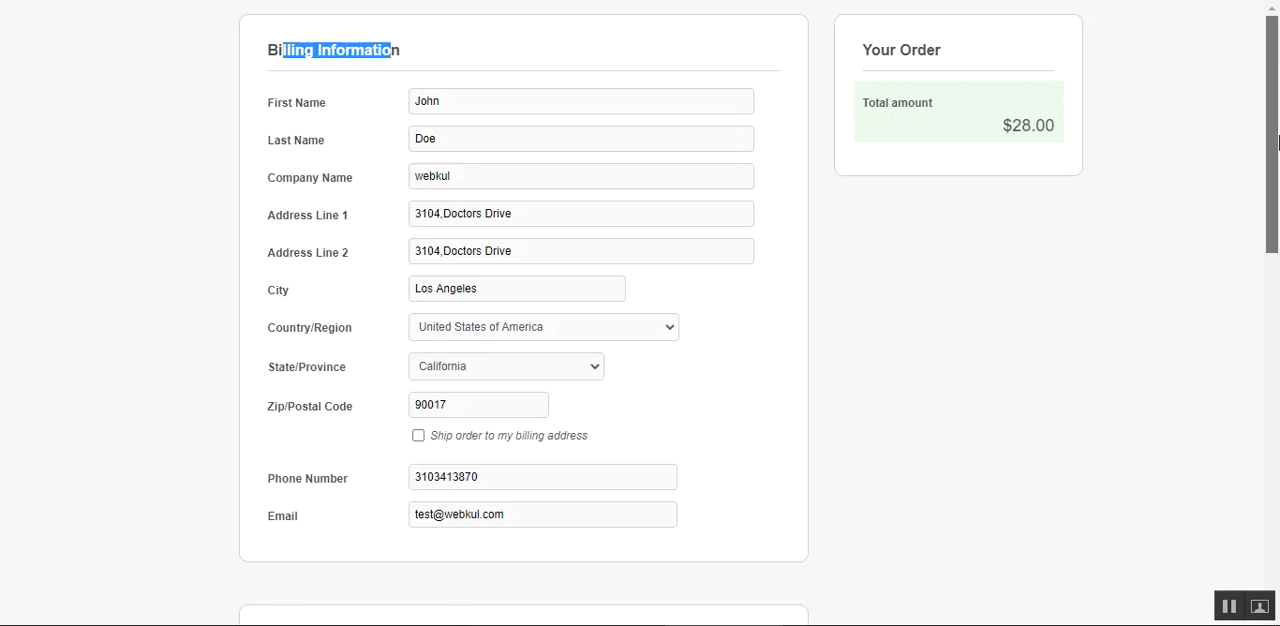 Billing Information
First Name John
Last Name Doe
Company Name webkul
Address Line 1 3104,Doctors Drive
Address Line 2 3104,Doctors Drive
City Los Angeles
Country/Region United States of America
State/Province California
Zip/Postal Code 90017
Ship order to my billing address
Phone Number 3103413870
Email test@webkul.com
Your Order
Total amount
$28.00